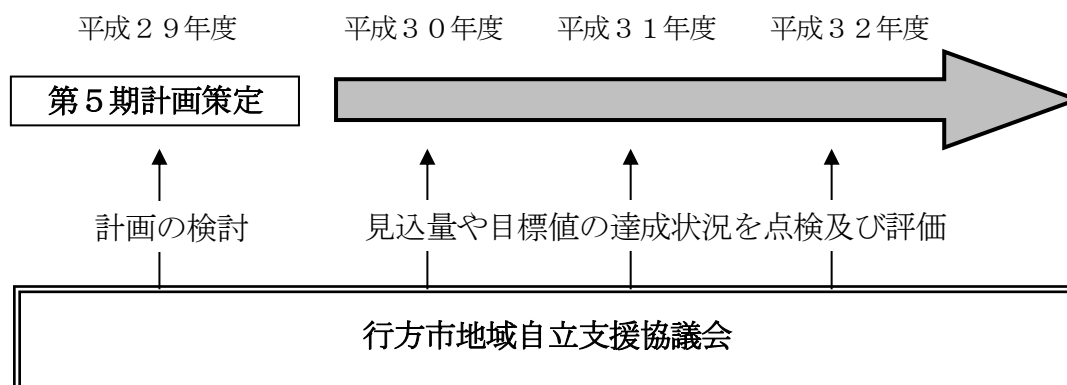 平成２９年度　平成３０年度　平成３１年度　平成３２年度
第５期計画策定
計画の検討　見込量や目標値の達成状況を点検及び評価
行方市地域自立支援協議会